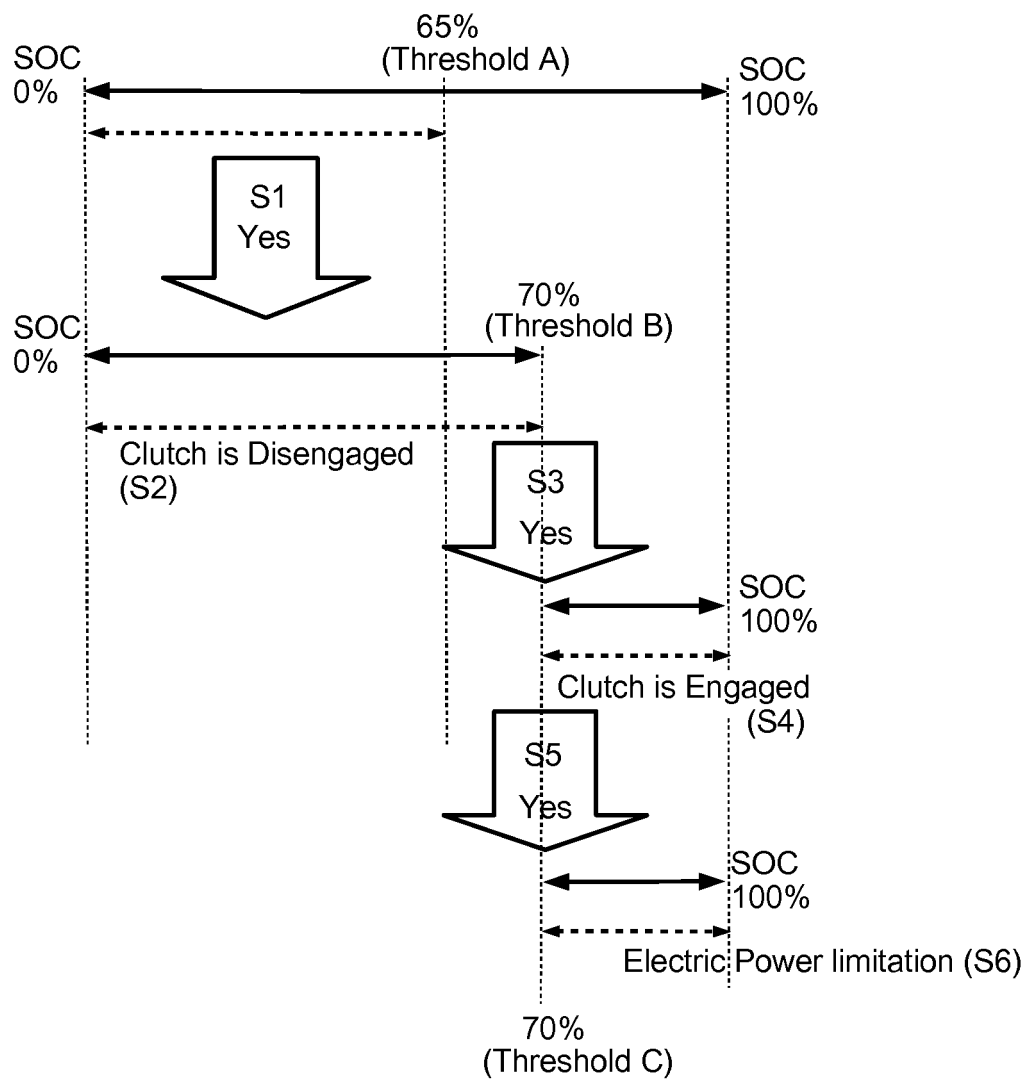 65%
(Threshold A)
SOC
0%
SOC
100%
S1
Yes
70%
(Threshold B)
SOC
0%
Clutch is Disengaged
(S2)
S3
Yes
SOC
100%
Clutch is Engaged
(S4)
S5
Yes
SOC
100%
Electric Power limitation (S6)
70%
(Threshold C)